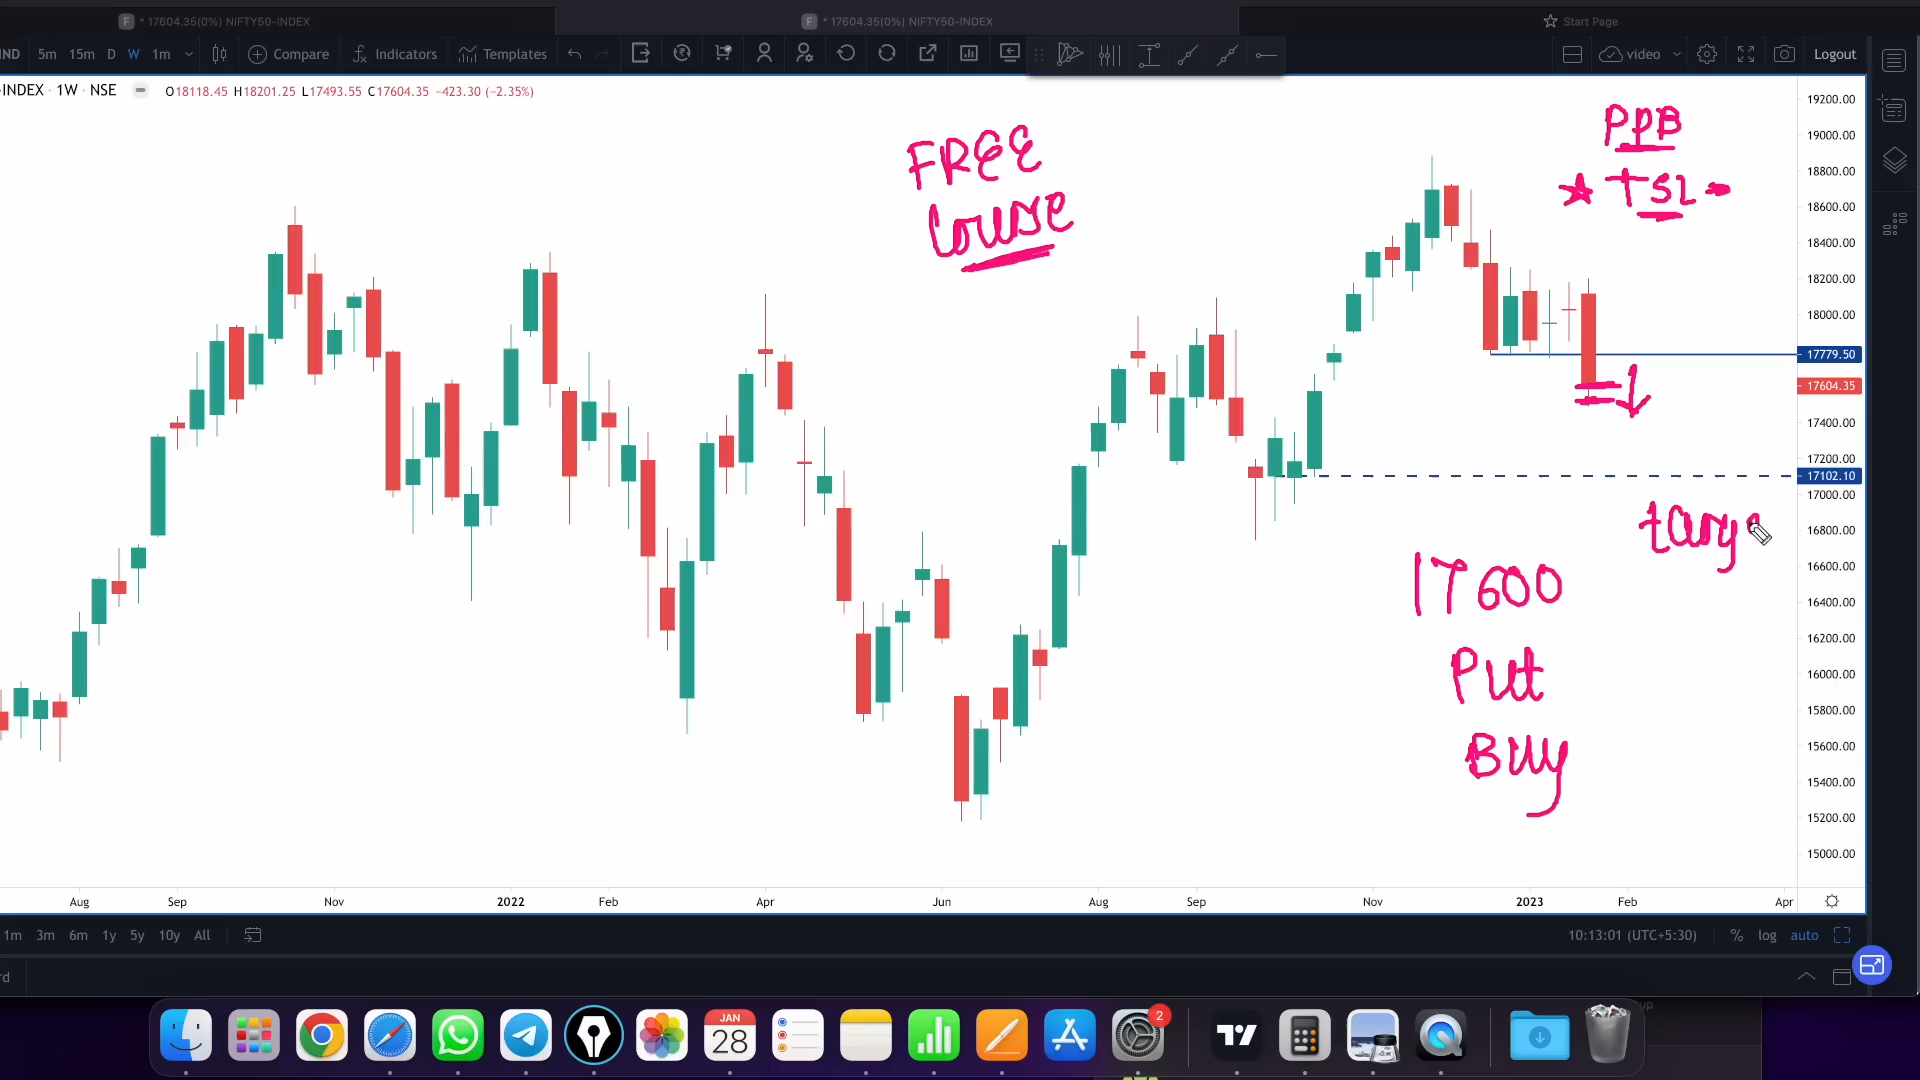 * 17604.35(0%) NIFTY50-INDEX
* 17604.35(0%) NIFTY50-INDEX
Start Page
IND 5m 15m D W 1m Compare Indicators Templates video Logout
-INDEX · 1W · NSE O18118.45 H18201.25 L17493.55 C17604.35 −423.30 (−2.35%)
19200.00
19000.00
18800.00
18600.00
18400.00
18200.00
18000.00
17779.50
17604.35
17400.00
17200.00
17102.10
17000.00
16800.00
16600.00
16400.00
16200.00
16000.00
15800.00
15600.00
15400.00
15200.00
15000.00
PPB
TSL
FREE
Course
targe
17600
Put
Buy
Aug Sep Nov 2022 Feb Apr Jun Aug Sep Nov 2023 Feb Apr
1m 3m 6m 1y 5y 10y All 10:13:01 (UTC+5:30) % log auto
rd
JAN
28
2